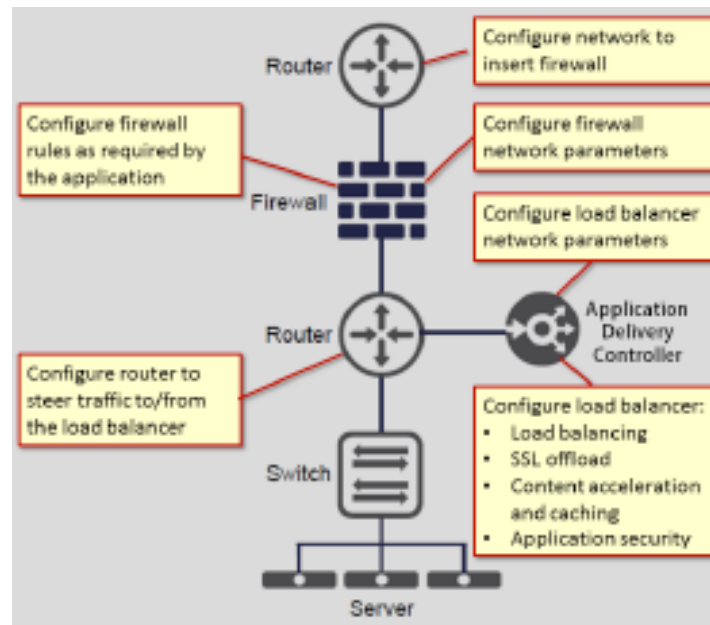 Configure network to
insert firewall
Router
Configure firewall
rules as required by
the application
Configure firewall
network parameters
Firewall
Configure load balancer
network parameters
Router
Application
Delivery
Controller
Configure router to
steer traffic to/from
the load balancer
Configure load balancer:
• Load balancing
• SSL offload
• Content acceleration
and caching
• Application security
Switch
Server